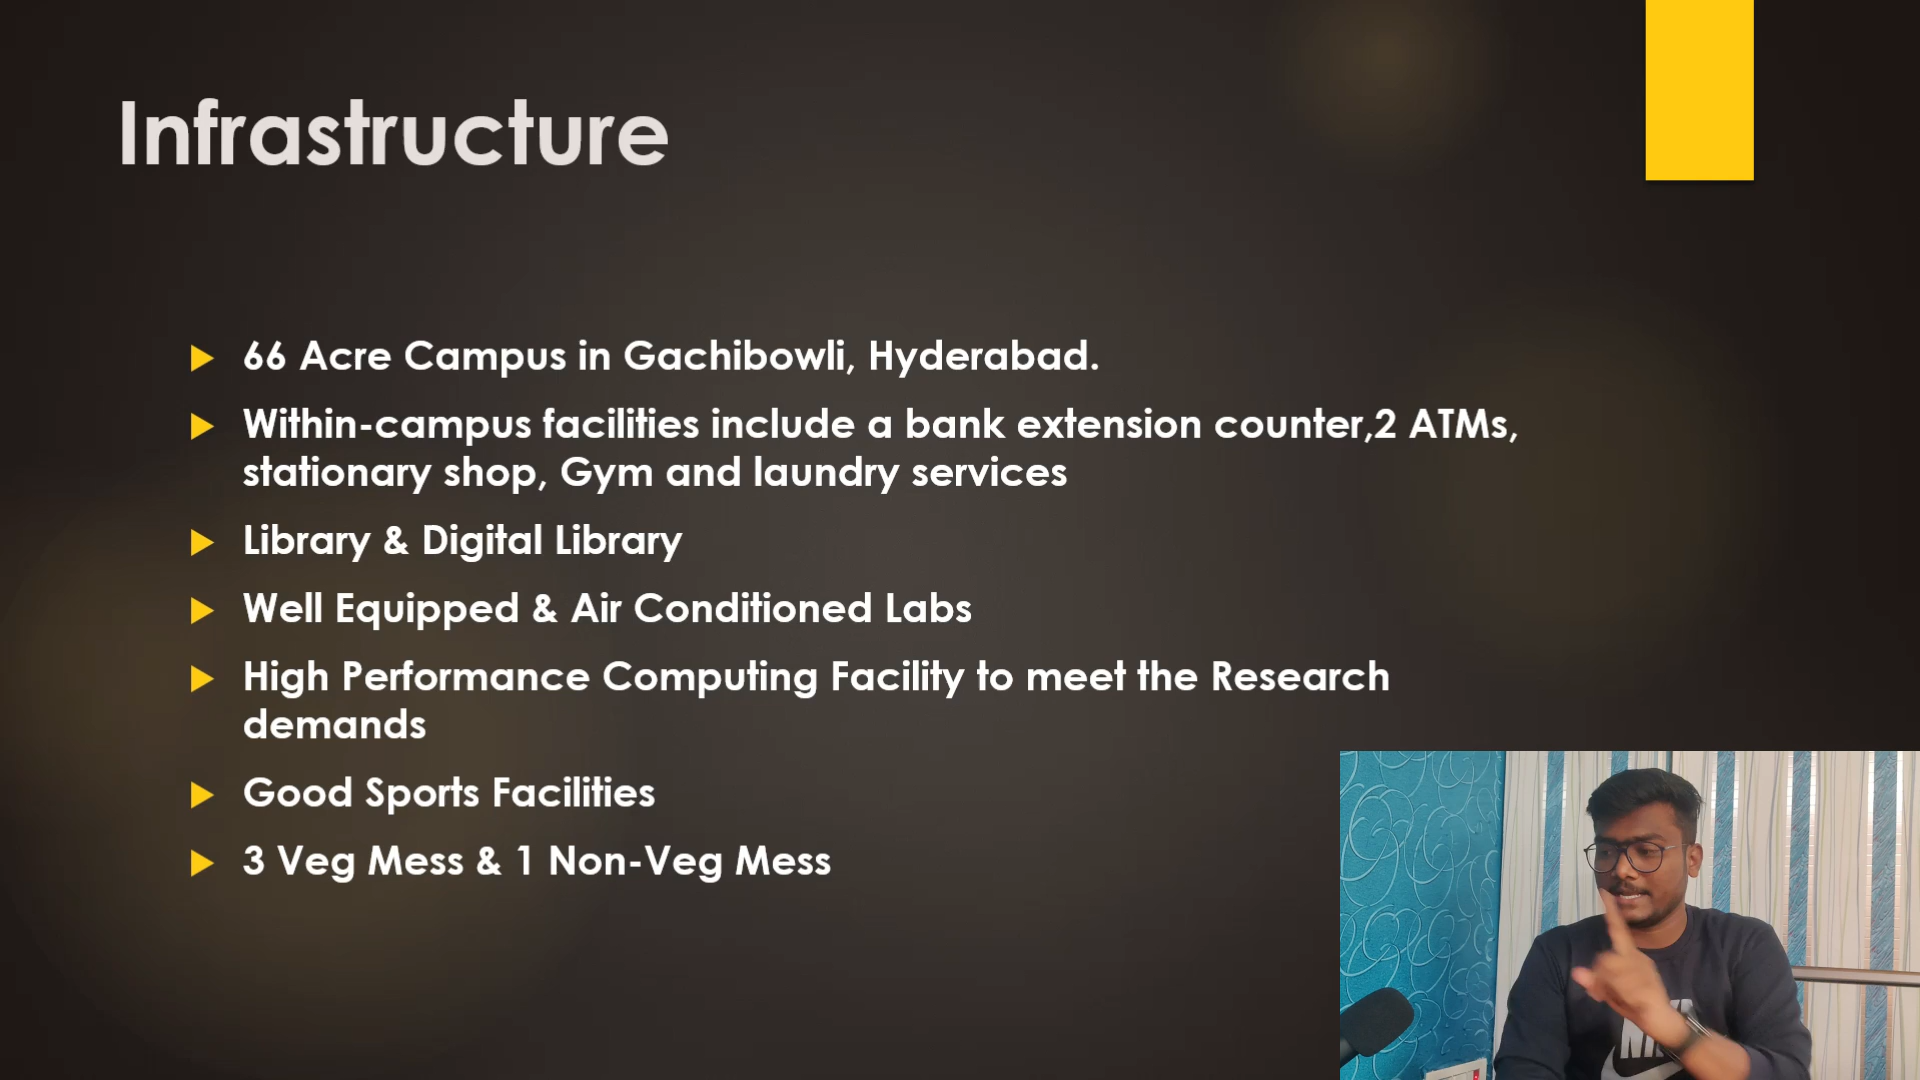 Infrastructure
66 Acre Campus in Gachibowli, Hyderabad.
Within-campus facilities include a bank extension counter,2 ATMs,
stationary shop, Gym and laundry services
Library & Digital Library
Well Equipped & Air Conditioned Labs
High Performance Computing Facility to meet the Research
demands
Good Sports Facilities
3 Veg Mess & 1 Non-Veg Mess